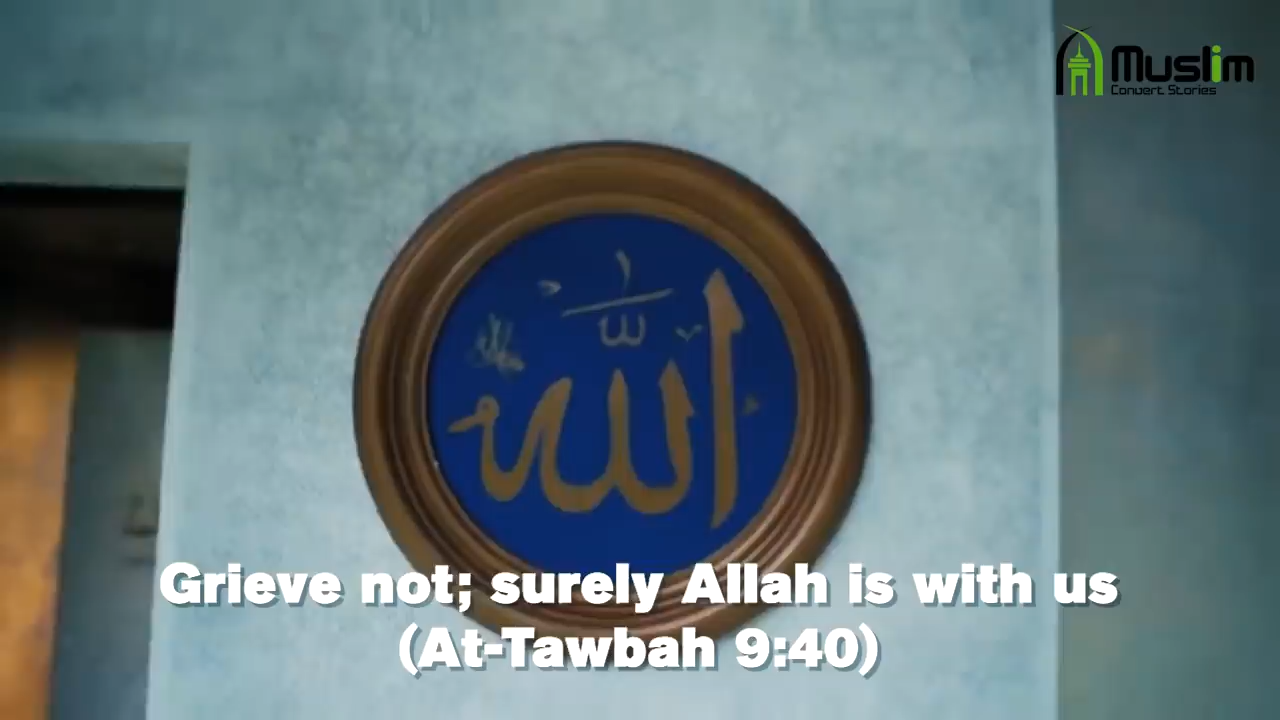 Muslim
Convert Stories
الله
Grieve not; surely Allah is with us
(At-Tawbah 9:40)